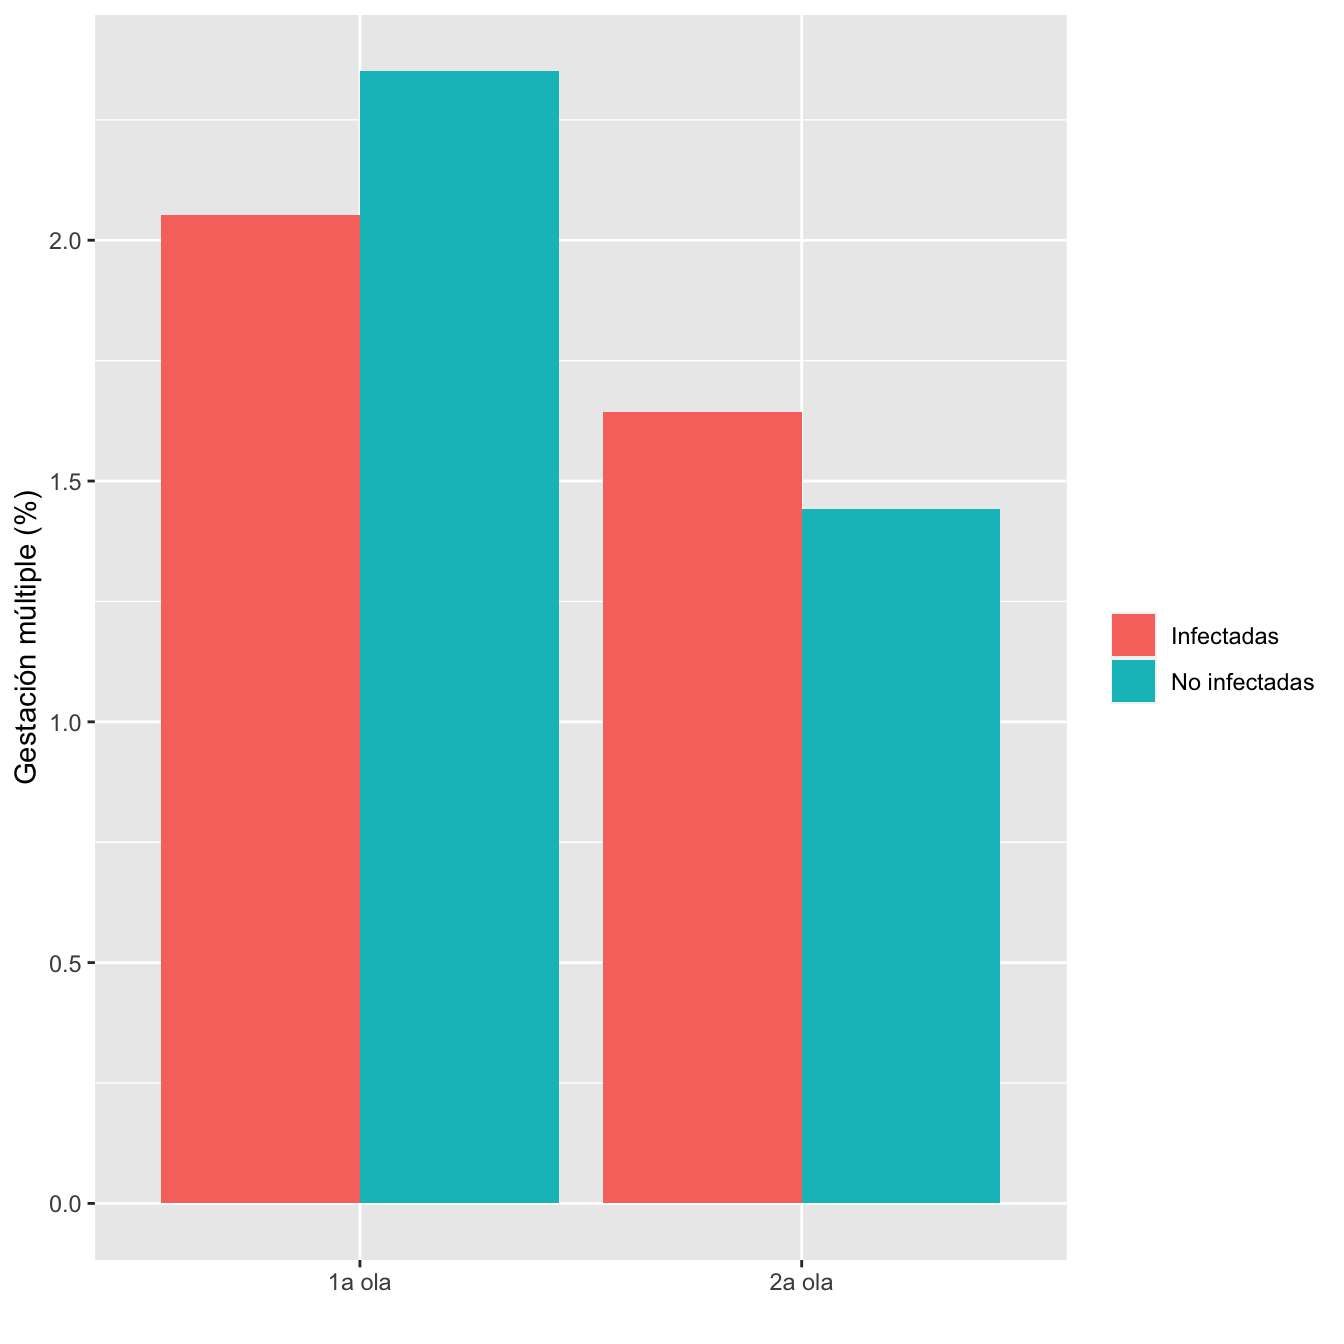 Gestación múltiple (%)
2.0
1.5
1.0
0.5
0.0
1a ola
2a ola
Infectadas
No infectadas